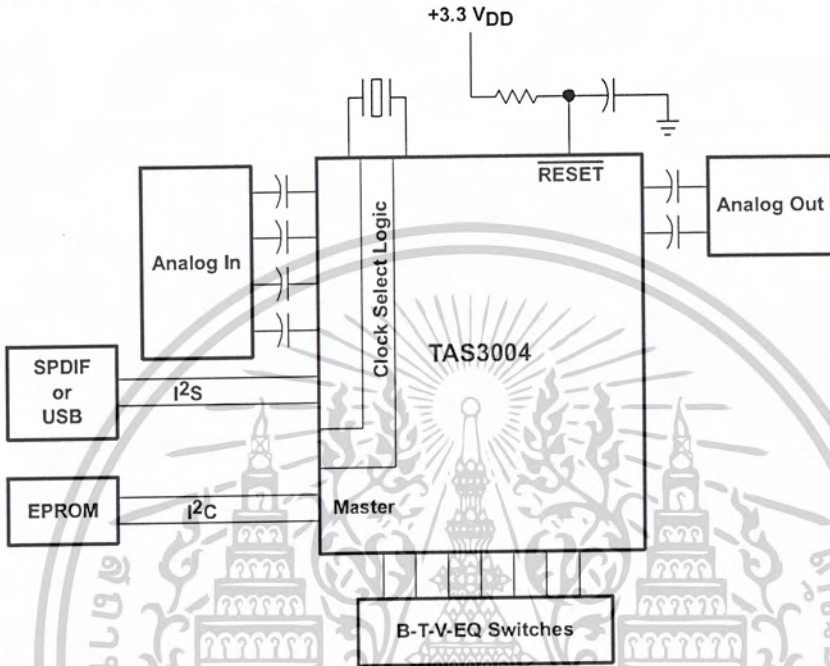 +3.3 VDD
RESET
Analog In
Clock Select Logic
TAS3004
Analog Out
SPDIF
or
USB
I²S
EPROM
I²C
Master
B-T-V-EQ Switches